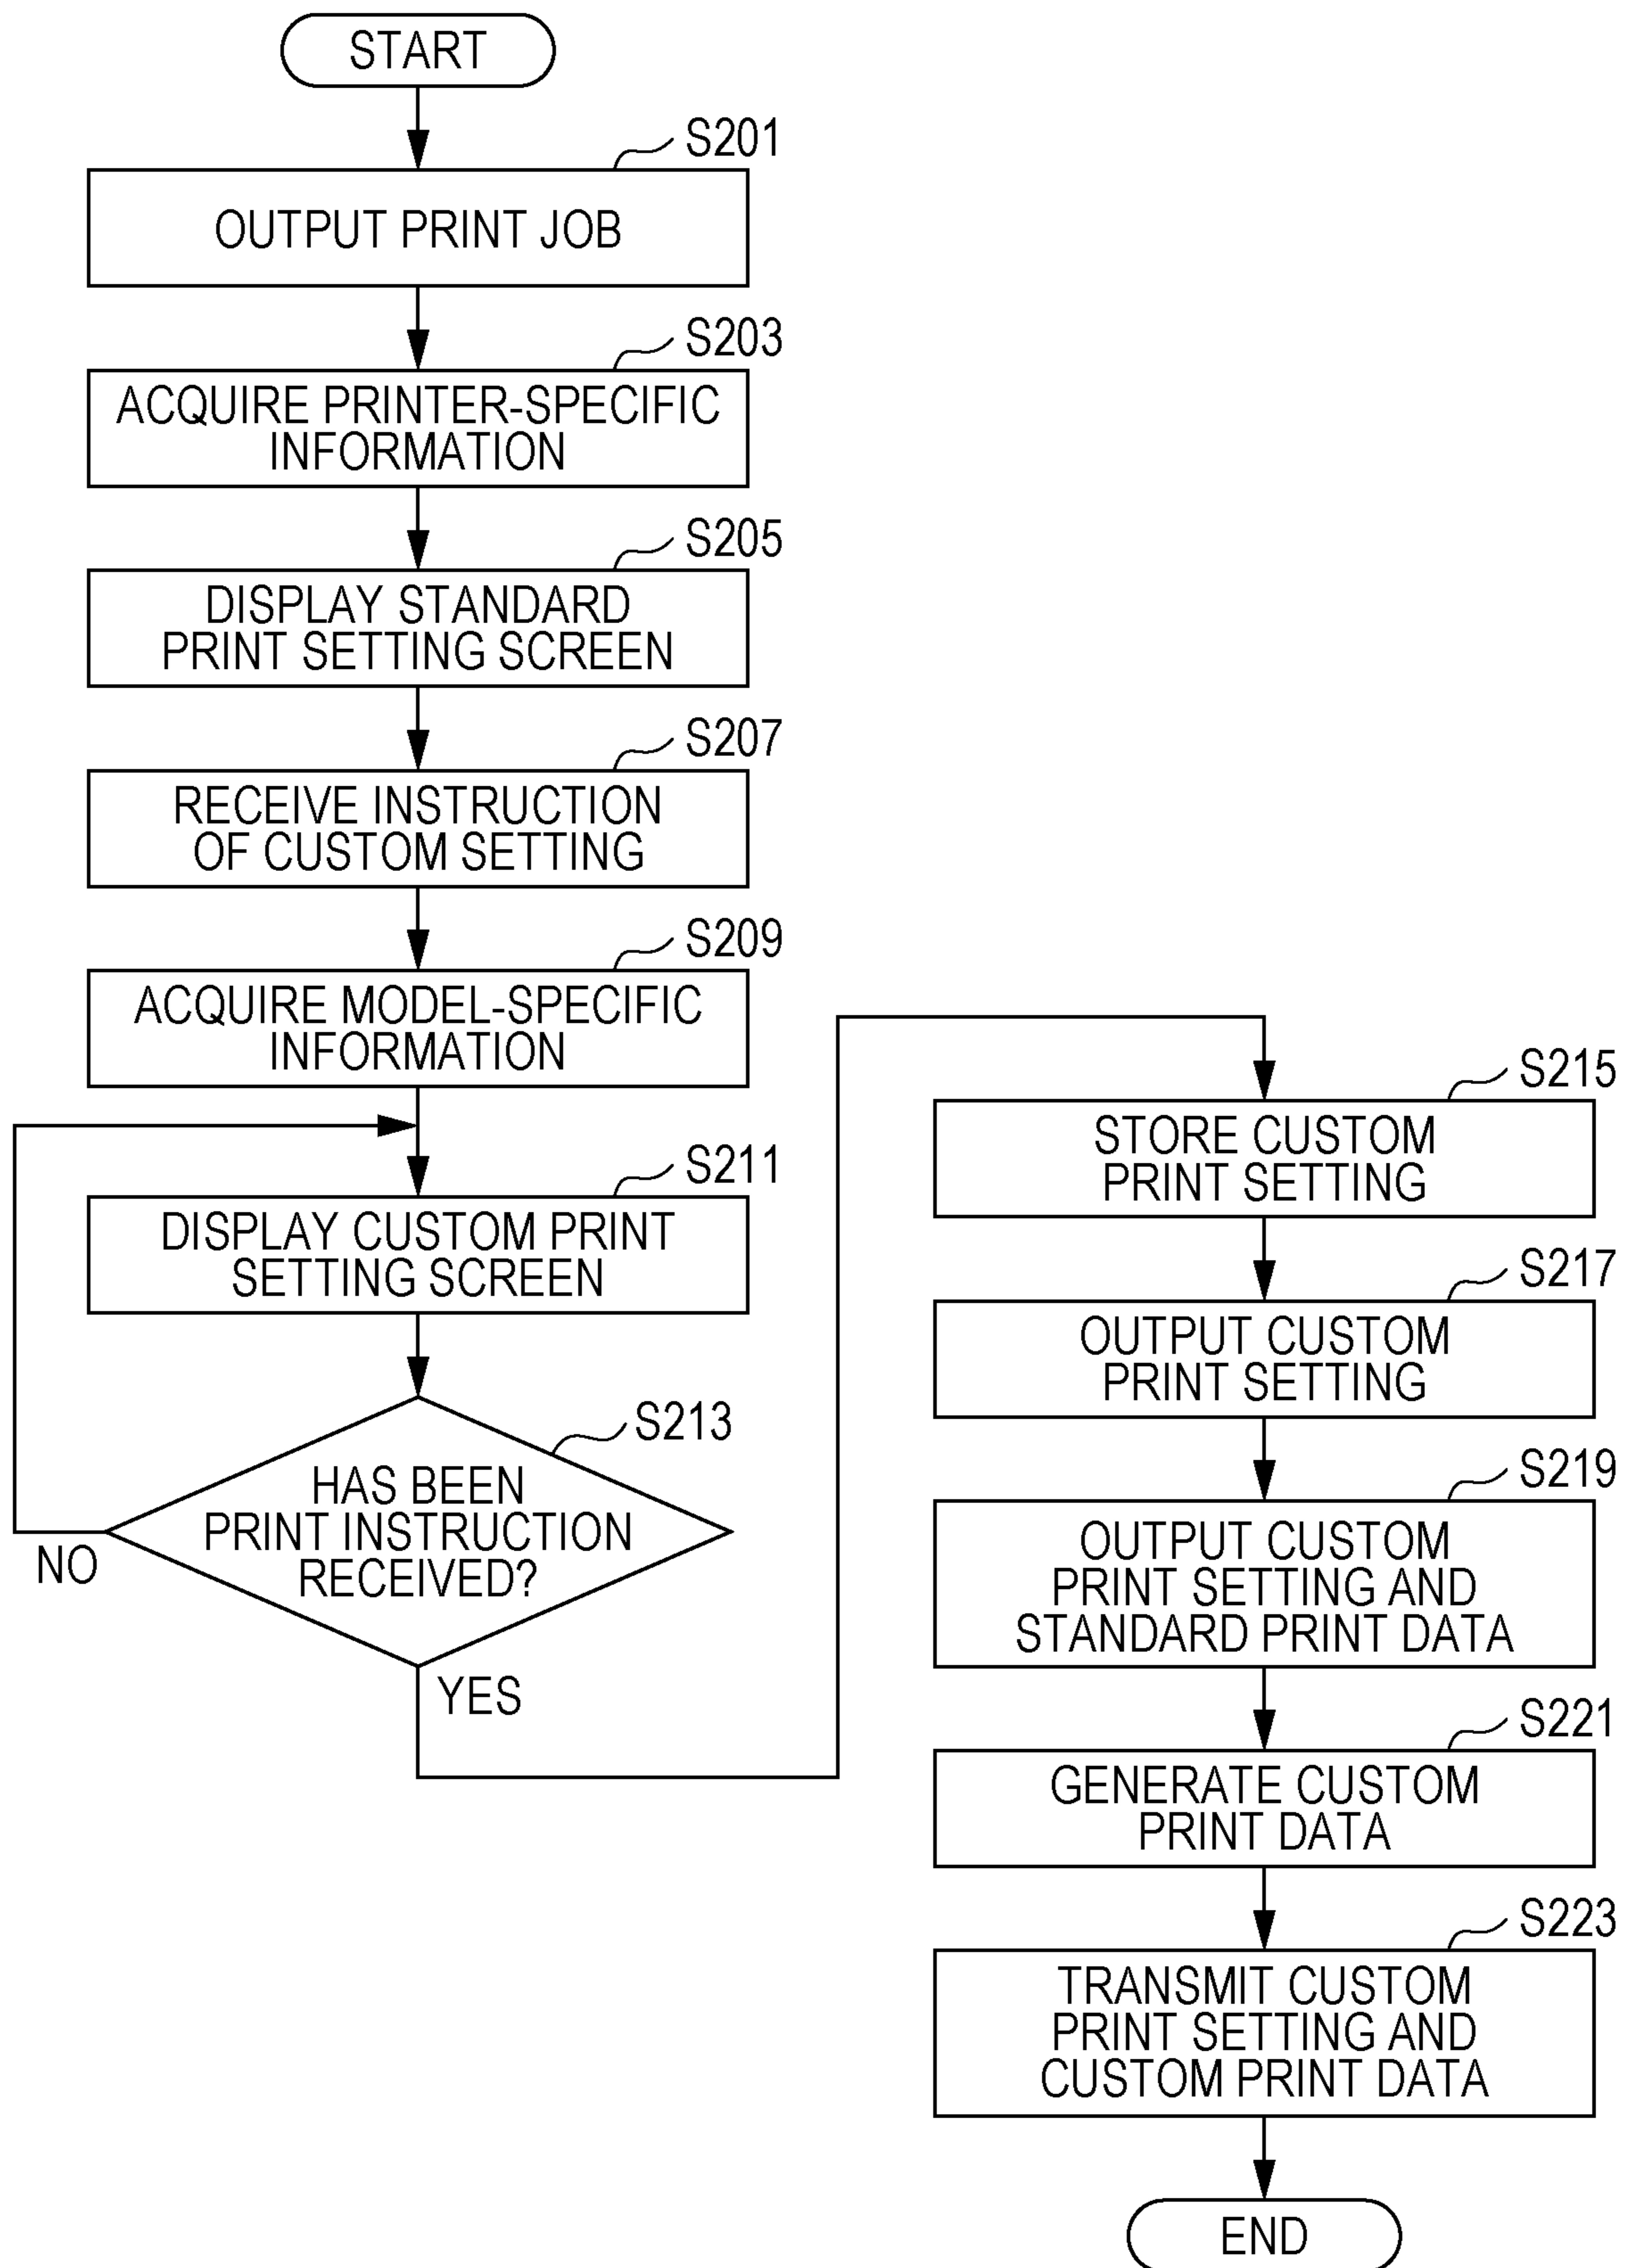 START
S201
OUTPUT PRINT JOB
S203
ACQUIRE PRINTER-SPECIFIC
INFORMATION
S205
DISPLAY STANDARD
PRINT SETTING SCREEN
S207
RECEIVE INSTRUCTION
OF CUSTOM SETTING
S209
ACQUIRE MODEL-SPECIFIC
INFORMATION
S211
DISPLAY CUSTOM PRINT
SETTING SCREEN
S213
HAS BEEN
PRINT INSTRUCTION
RECEIVED?
NO
YES
S215
STORE CUSTOM
PRINT SETTING
S217
OUTPUT CUSTOM
PRINT SETTING
S219
OUTPUT CUSTOM
PRINT SETTING AND
STANDARD PRINT DATA
S221
GENERATE CUSTOM
PRINT DATA
S223
TRANSMIT CUSTOM
PRINT SETTING AND
CUSTOM PRINT DATA
END